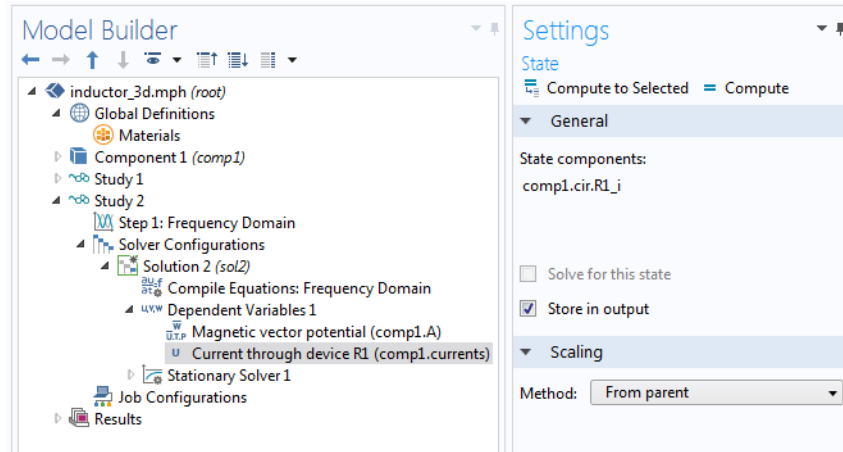 Model Builder
inductor_3d.mph (root)
Global Definitions
Materials
Component 1 (comp1)
Study 1
Study 2
Step 1: Frequency Domain
Solver Configurations
Solution 2 (sol2)
Compile Equations: Frequency Domain
Dependent Variables 1
Magnetic vector potential (comp1.A)
Current through device R1 (comp1.currents)
Stationary Solver 1
Job Configurations
Results
Settings
State
Compute to Selected = Compute
General
State components:
comp1.cir.R1_i
Solve for this state
Store in output
Scaling
Method: From parent